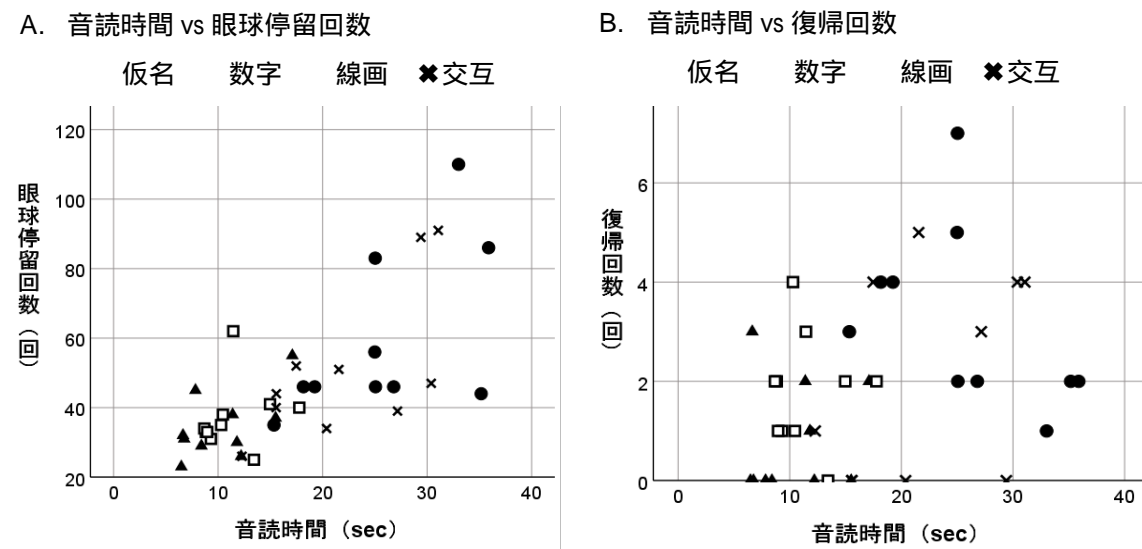 A. 音読時間 vs 眼球停留回数
仮名 数字 線画 ✖交互
120
100
80
60
40
20
眼球停留回数（回）
0 10 20 30 40
音読時間（sec）
B. 音読時間 vs 復帰回数
仮名 数字 線画 ✖交互
6
4
2
0
復帰回数（回）
0 10 20 30 40
音読時間（sec）